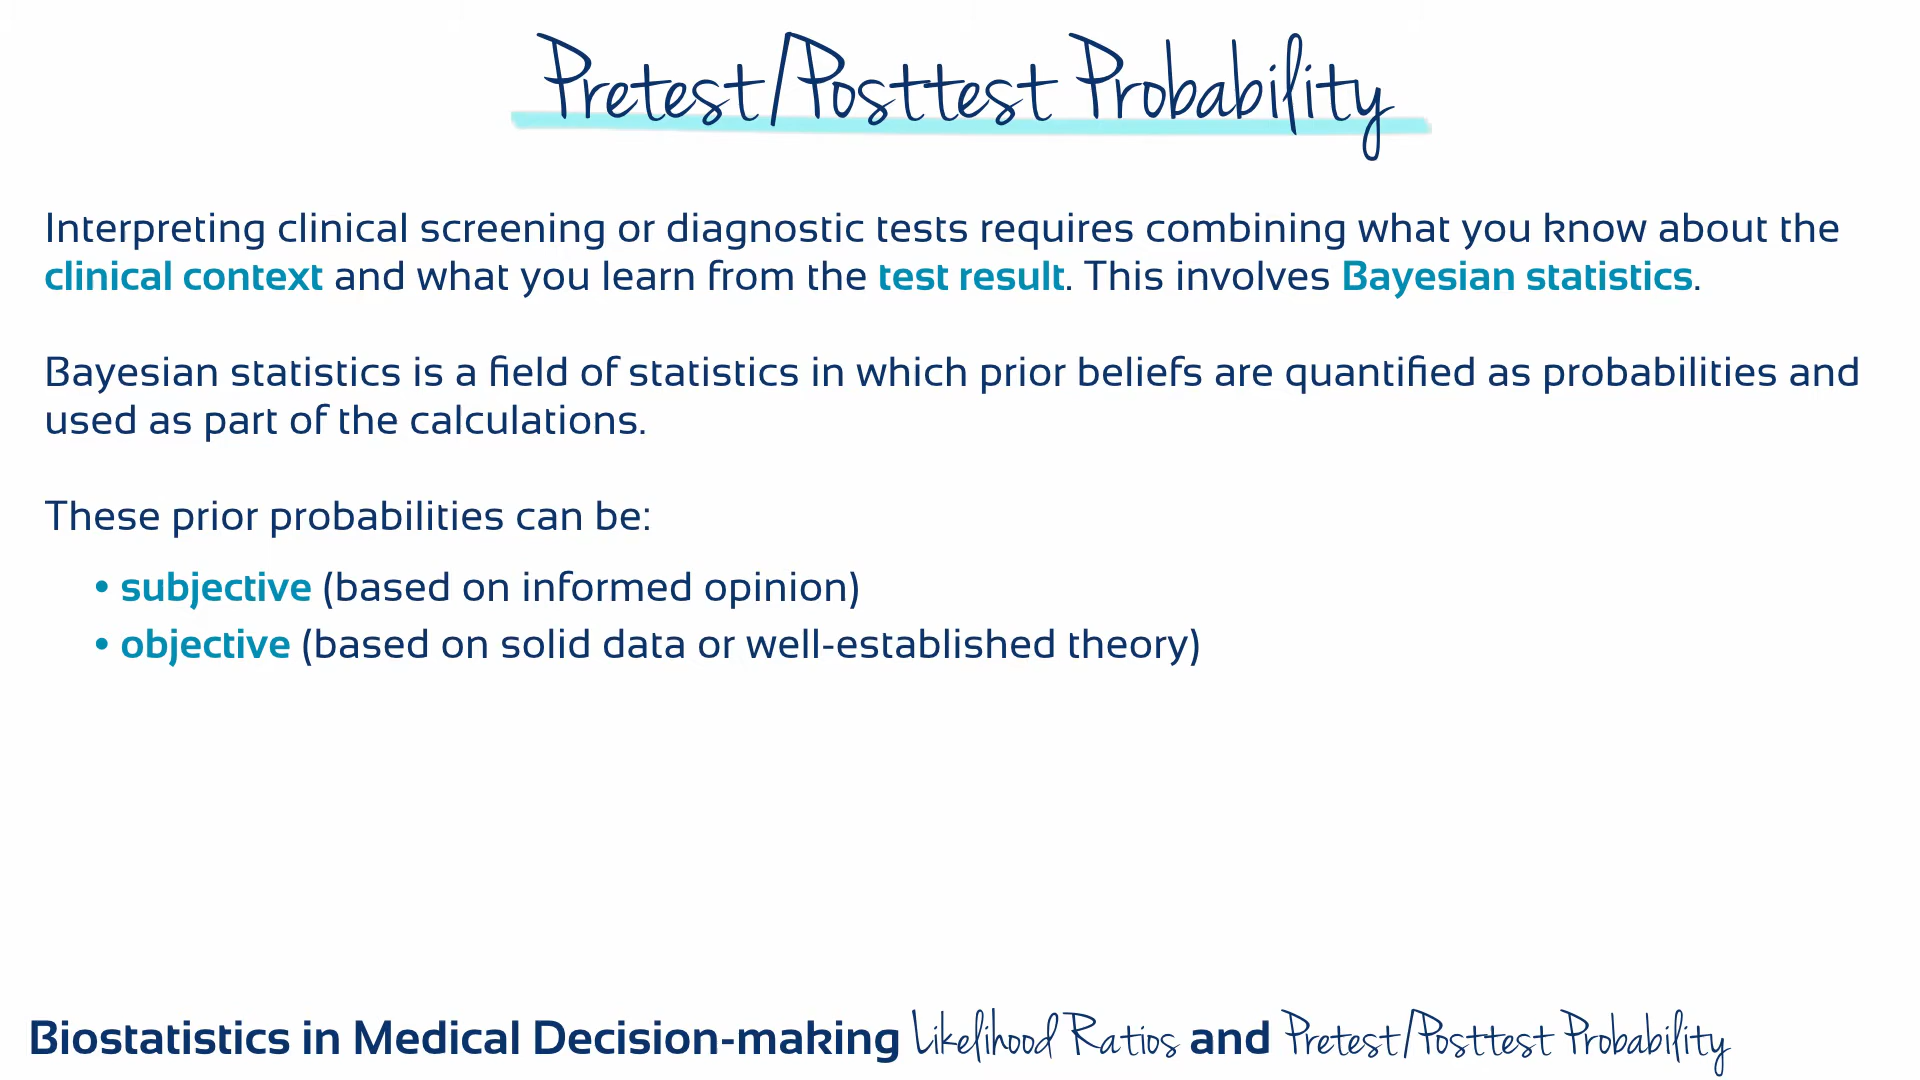 Pretest/Posttest Probability
Interpreting clinical screening or diagnostic tests requires combining what you know about the
clinical context and what you learn from the test result. This involves Bayesian statistics.
Bayesian statistics is a field of statistics in which prior beliefs are quantified as probabilities and
used as part of the calculations.
These prior probabilities can be:
• subjective (based on informed opinion)
• objective (based on solid data or well-established theory)
Biostatistics in Medical Decision-making Likelihood Ratios and Pretest/Posttest Probability